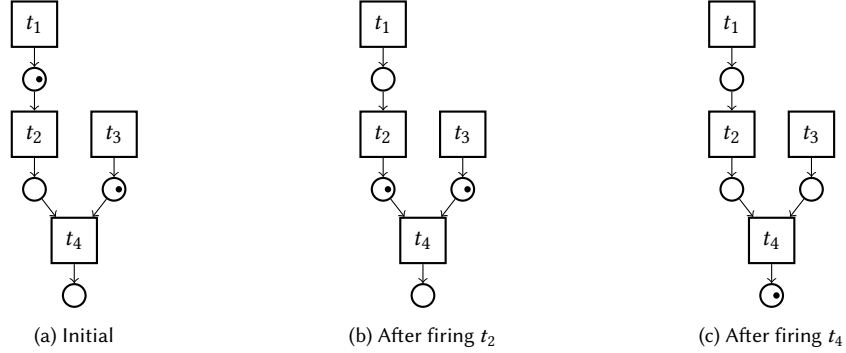 t1 t1 t1
t2 t3 t2 t3 t2 t3
t4 t4 t4
(a) Initial (b) After firing t2 (c) After firing t4